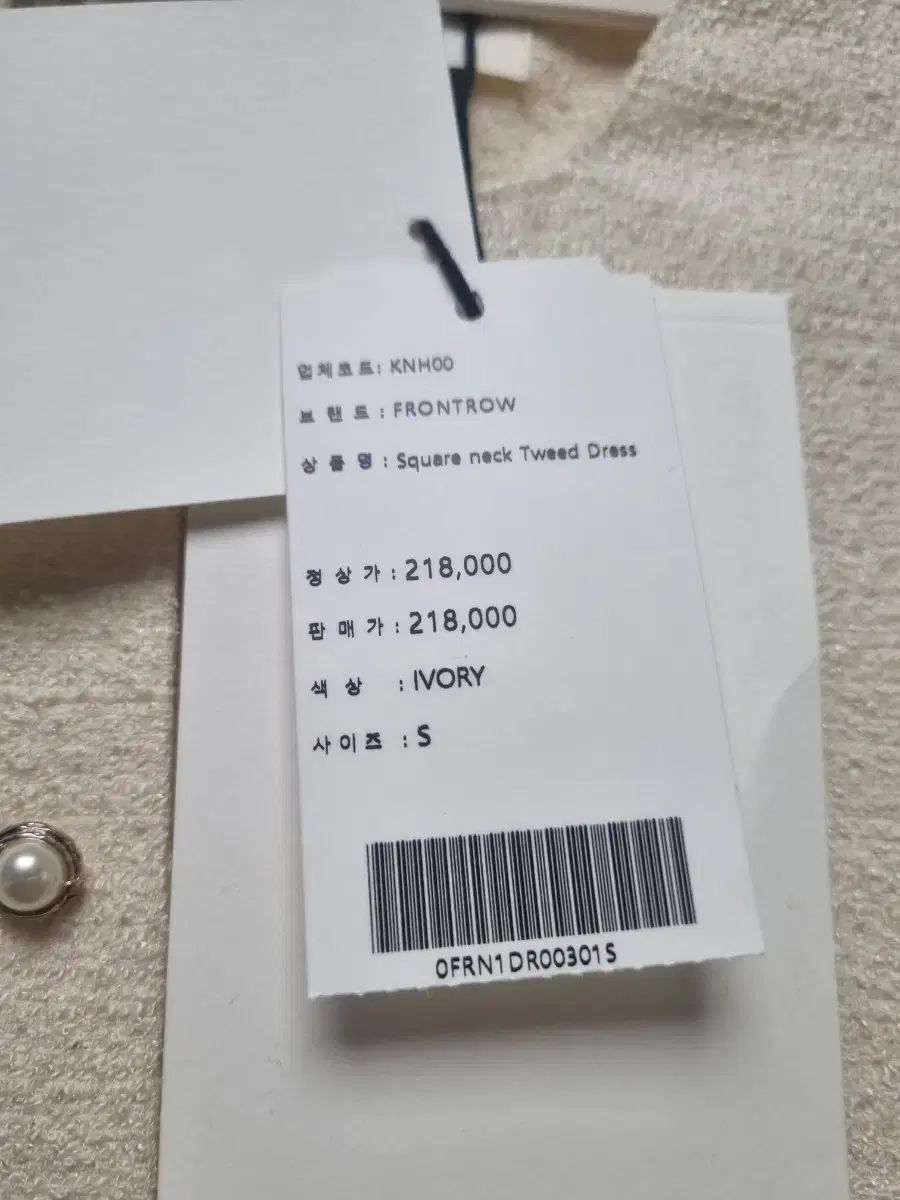 업체코드: KNH00
브랜드 : FRONTROW
상품명 : Square neck Tweed Dress
정상가 : 218,000
판매가 : 218,000
색상 : IVORY
사이즈 : S
0FRN1DR00301S